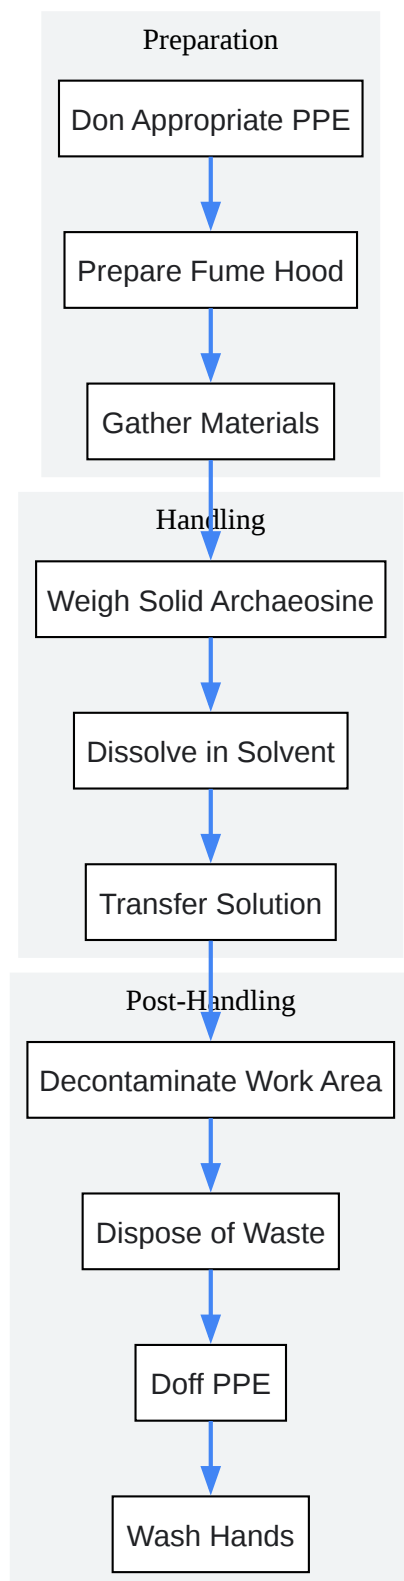 Preparation
Don Appropriate PPE
Prepare Fume Hood
Gather Materials
Handling
Weigh Solid Archaeosine
Dissolve in Solvent
Transfer Solution
Post-Handling
Decontaminate Work Area
Dispose of Waste
Doff PPE
Wash Hands